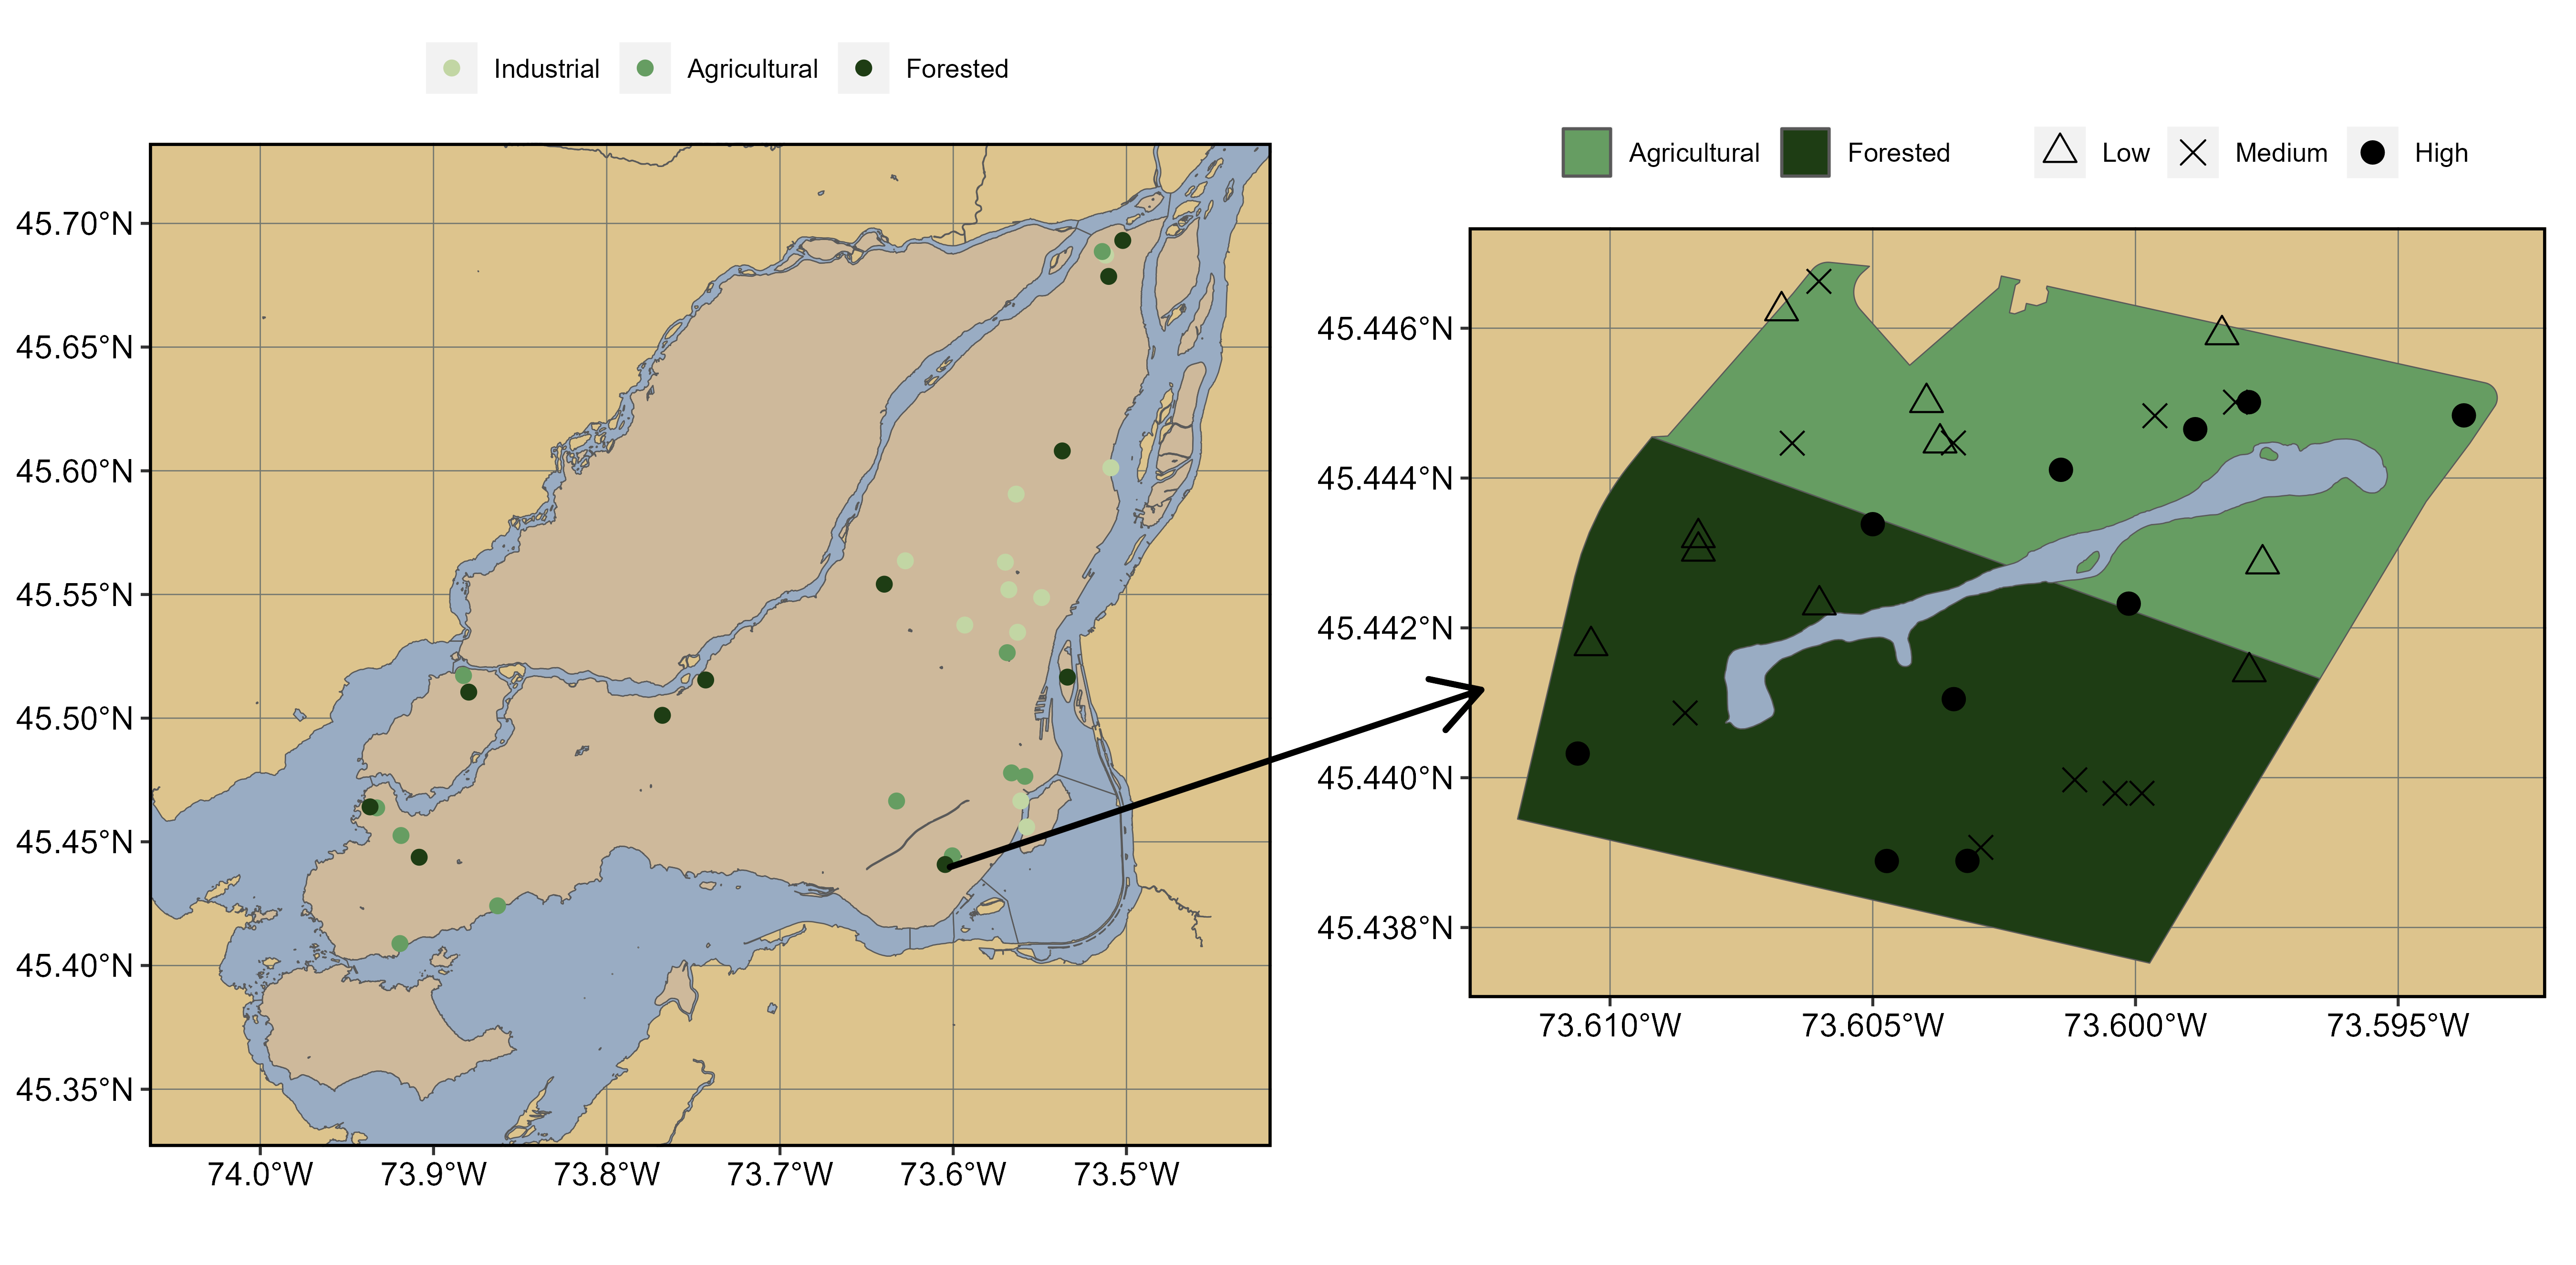 Industrial Agricultural Forested
45.70°N
45.65°N
45.60°N
45.55°N
45.50°N
45.45°N
45.40°N
45.35°N
74.0°W 73.9°W 73.8°W 73.7°W 73.6°W 73.5°W
Agricultural Forested Low Medium High
45.446°N
45.444°N
45.442°N
45.440°N
45.438°N
73.610°W 73.605°W 73.600°W 73.595°W